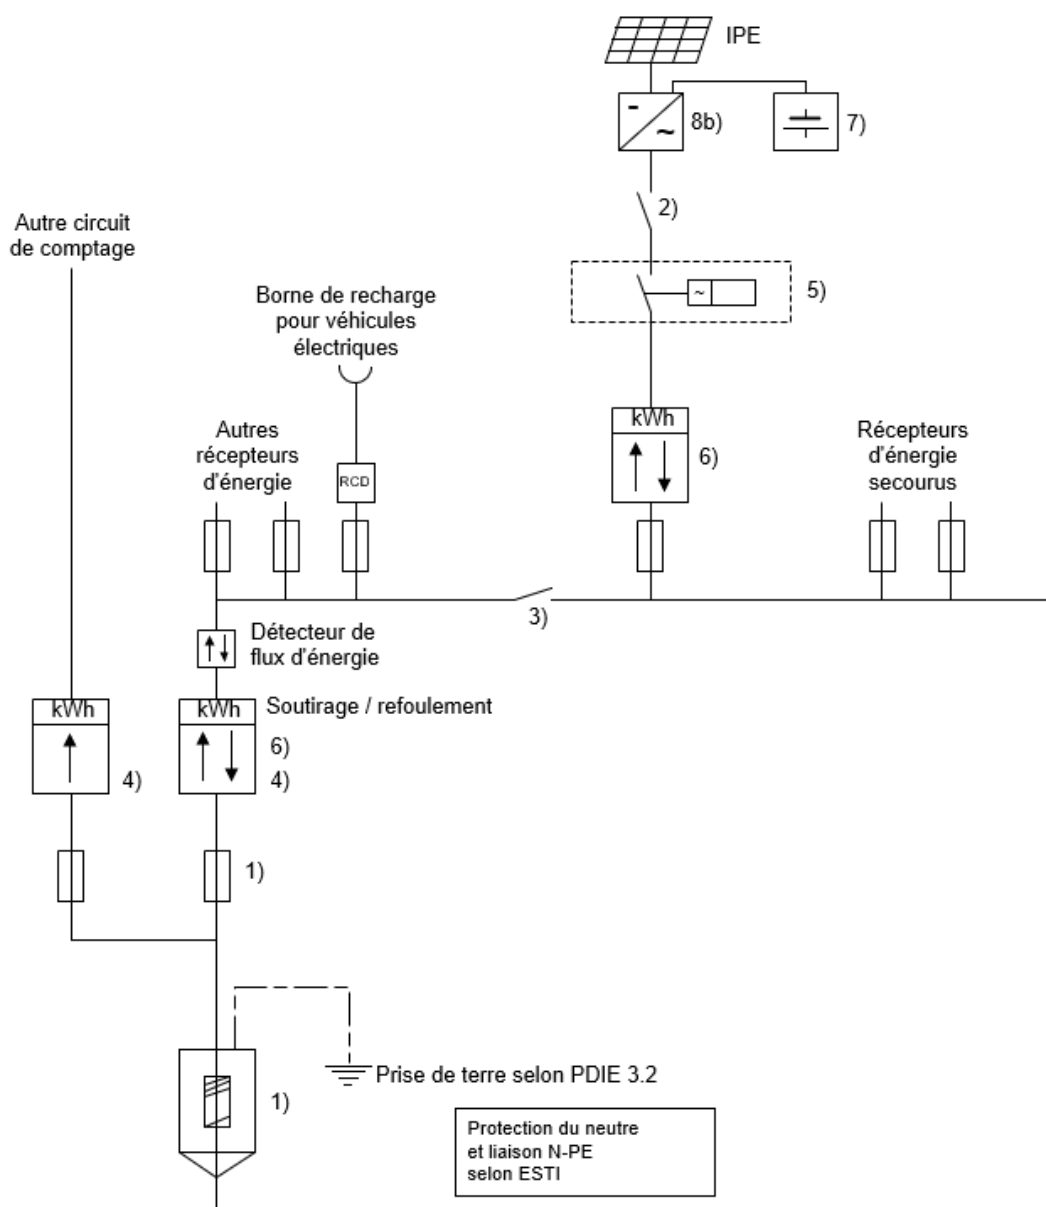 IPE
-
~
8b)
7)
2)
Autre circuit
de comptage
~
5)
Borne de recharge
pour véhicules
électriques
kWh
6)
Autres
récepteurs
d'énergie
Récepteurs
d'énergie
secourus
RCD
3)
Détecteur de
flux d'énergie
kWh
kWh
Soutirage / refoulement
6)
4)
4)
1)
Prise de terre selon PDIE 3.2
1)
Protection du neutre
et liaison N-PE
selon ESTI